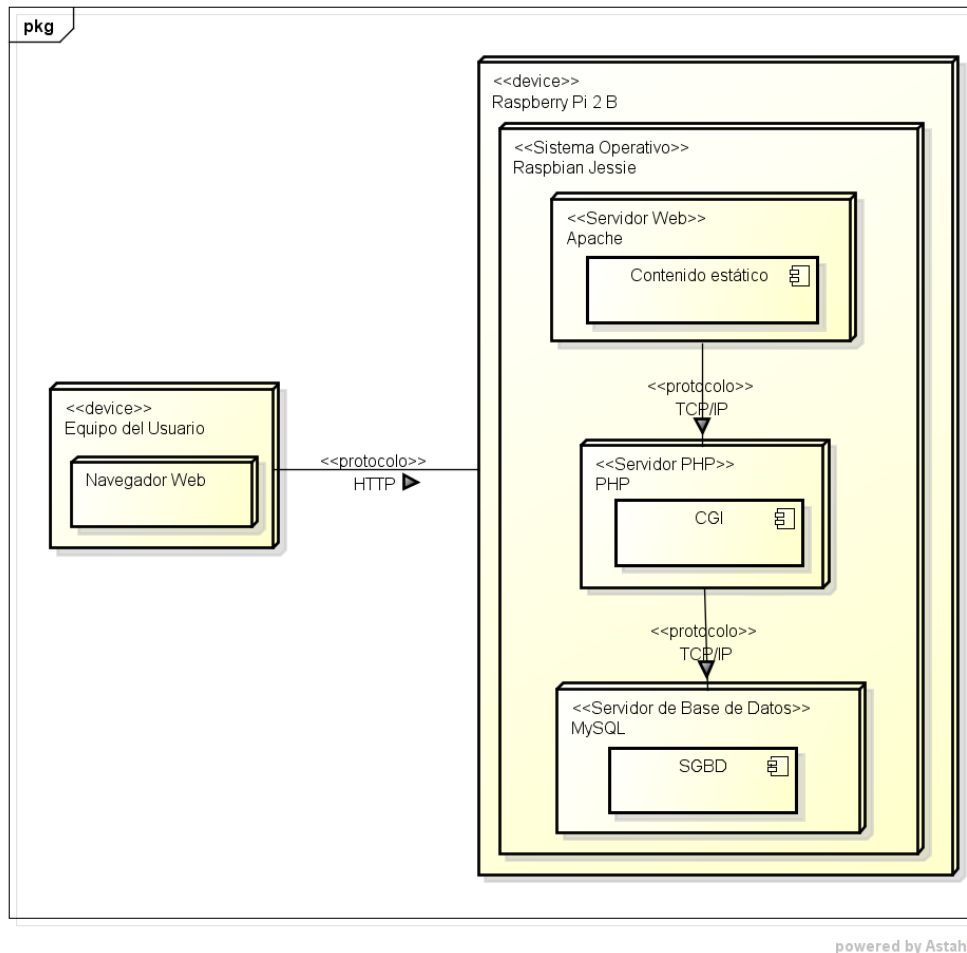 pkg
<<device>>
Raspberry Pi 2 B
<<Sistema Operativo>>
Raspbian Jessie
<<Servidor Web>>
Apache
Contenido estático
<<protocolo>>
TCP/IP
<<device>>
Equipo del Usuario
Navegador Web
<<protocolo>>
HTTP
<<Servidor PHP>>
PHP
CGI
<<protocolo>>
TCP/IP
<<Servidor de Base de Datos>>
MySQL
SGBD
powered by Astah